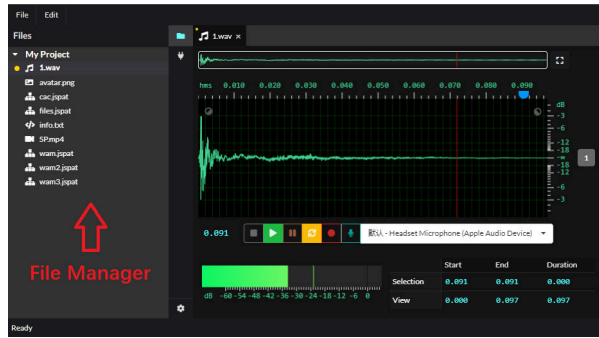 File Edit
Files
1.wav ×
My Project
1.wav
avatar.png
cac.jspat
files.jspat
info.txt
SP.mp4
wam.jspat
wam2.jspat
wam3.jspat
File Manager
hms 0.010 0.020 0.030 0.040 0.050 0.060 0.070 0.080 0.090
dB
-3
-6
-12
-18
-∞
-18
-12
-6
-3
1
0.091
默认 - Headset Microphone (Apple Audio Device)
dB -60 -54 -48 -42 -36 -30 -24 -18 -12 -6 0
Start End Duration
Selection 0.091 0.091 0.000
View 0.000 0.097 0.097
Ready